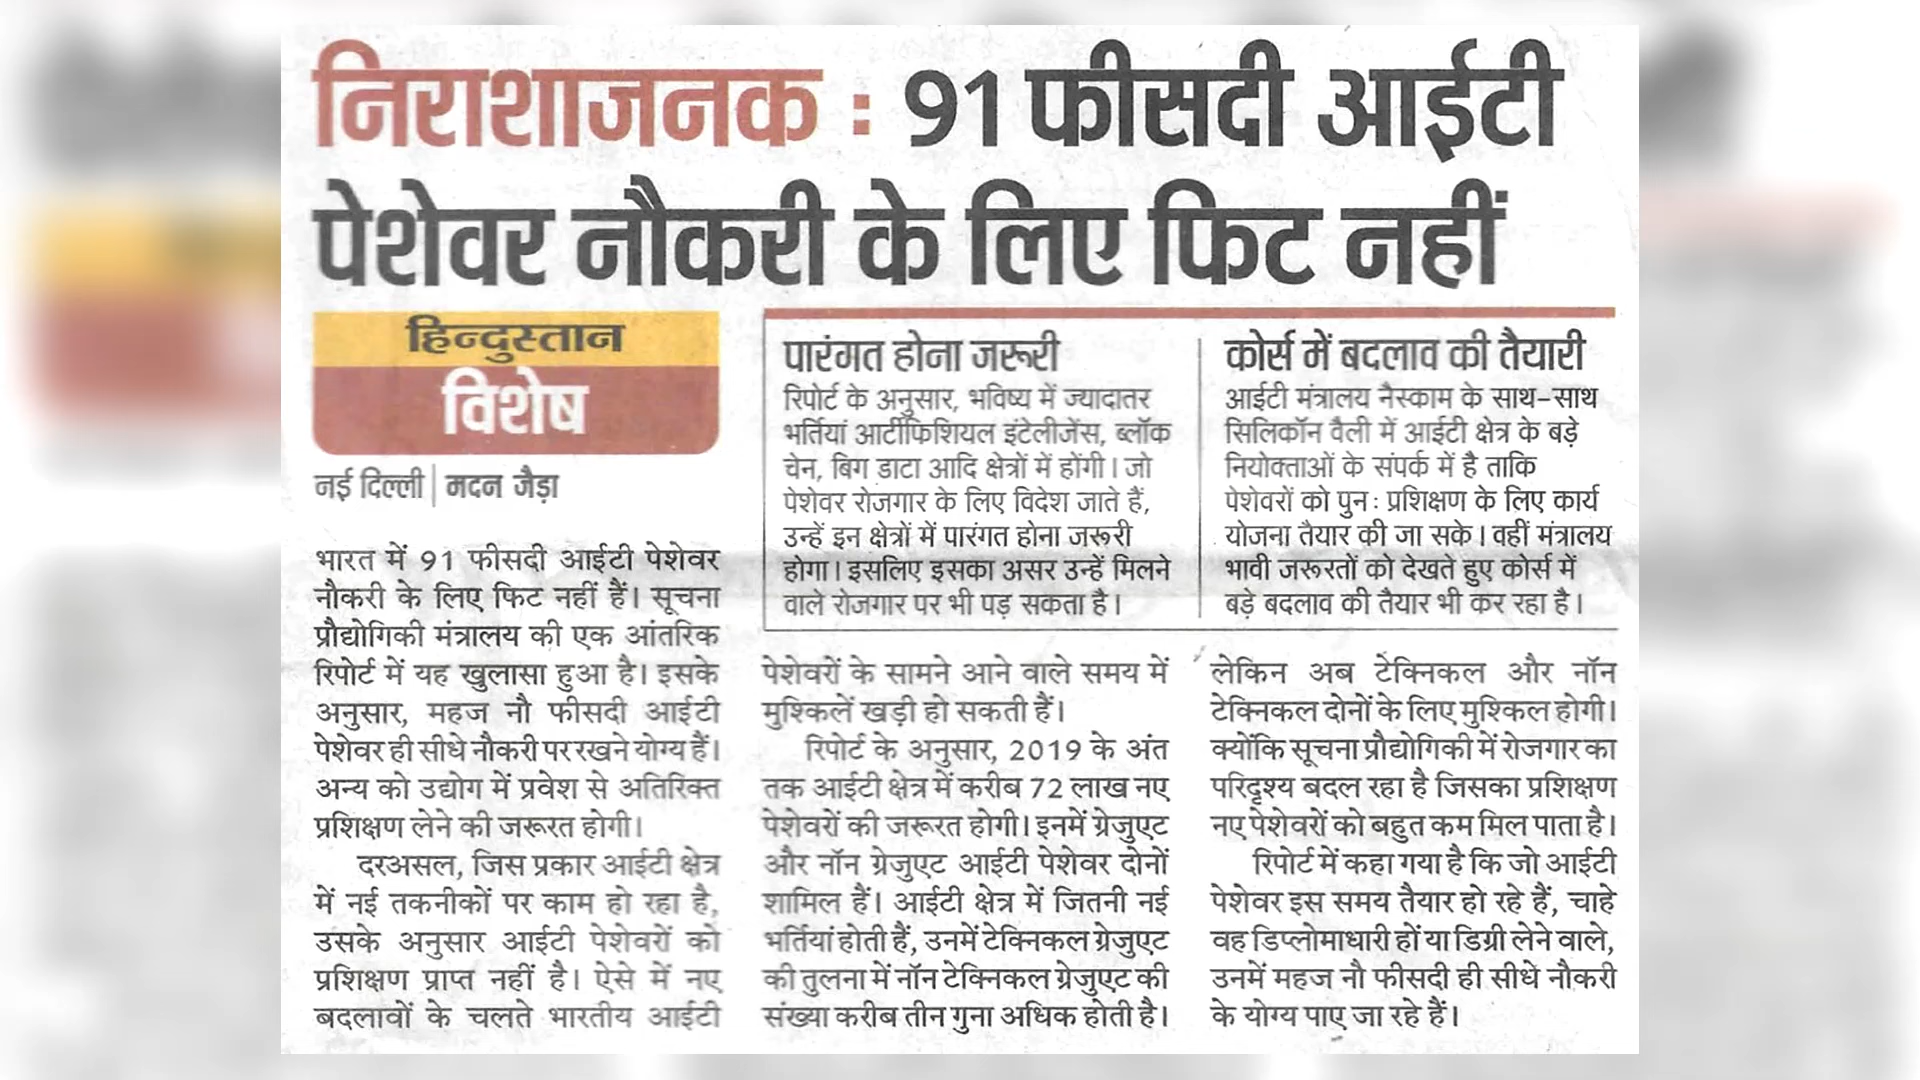 निराशाजनक : 91 फीसदी आईटी
पेशेवर नौकरी के लिए फिट नहीं
हिन्दुस्तान
विशेष
नई दिल्ली | मदन जैड़ा
भारत में 91 फीसदी आईटी पेशेवर
नौकरी के लिए फिट नहीं हैं। सूचना
प्रौद्योगिकी मंत्रालय की एक आंतरिक
रिपोर्ट में यह खुलासा हुआ है। इसके
अनुसार, महज नौ फीसदी आईटी
पेशेवर ही सीधे नौकरी पर रखने योग्य हैं।
अन्य को उद्योग में प्रवेश से अतिरिक्त
प्रशिक्षण लेने की जरूरत होगी।
दरअसल, जिस प्रकार आईटी क्षेत्र
में नई तकनीकों पर काम हो रहा है,
उसके अनुसार आईटी पेशेवरों को
प्रशिक्षण प्राप्त नहीं है। ऐसे में नए
बदलावों के चलते भारतीय आईटी
पारंगत होना जरूरी
रिपोर्ट के अनुसार, भविष्य में ज्यादातर
भर्तियां आर्टीफिशियल इंटेलीजेंस, ब्लॉक
चेन, बिग डाटा आदि क्षेत्रों में होंगी। जो
पेशेवर रोजगार के लिए विदेश जाते हैं,
उन्हें इन क्षेत्रों में पारंगत होना जरूरी
होगा। इसलिए इसका असर उन्हें मिलने
वाले रोजगार पर भी पड़ सकता है।
कोर्स में बदलाव की तैयारी
आईटी मंत्रालय नैस्काम के साथ-साथ
सिलिकॉन वैली में आईटी क्षेत्र के बड़े
नियोक्ताओं के संपर्क में है ताकि
पेशेवरों को पुन: प्रशिक्षण के लिए कार्य
योजना तैयार की जा सके। वहीं मंत्रालय
भावी जरूरतों को देखते हुए कोर्स में
बड़े बदलाव की तैयार भी कर रहा है।
पेशेवरों के सामने आने वाले समय में
मुश्किलें खड़ी हो सकती हैं।
रिपोर्ट के अनुसार, 2019 के अंत
तक आईटी क्षेत्र में करीब 72 लाख नए
पेशेवरों की जरूरत होगी। इनमें ग्रेजुएट
और नॉन ग्रेजुएट आईटी पेशेवर दोनों
शामिल हैं। आईटी क्षेत्र में जितनी नई
भर्तियां होती हैं, उनमें टेक्निकल ग्रेजुएट
की तुलना में नॉन टेक्निकल ग्रेजुएट की
संख्या करीब तीन गुना अधिक होती है।
लेकिन अब टेक्निकल और नॉन
टेक्निकल दोनों के लिए मुश्किल होगी।
क्योंकि सूचना प्रौद्योगिकी में रोजगार का
परिदृश्य बदल रहा है जिसका प्रशिक्षण
नए पेशेवरों को बहुत कम मिल पाता है।
रिपोर्ट में कहा गया है कि जो आईटी
पेशेवर इस समय तैयार हो रहे हैं, चाहे
वह डिप्लोमाधारी हों या डिग्री लेने वाले,
उनमें महज नौ फीसदी ही सीधे नौकरी
के योग्य पाए जा रहे हैं।